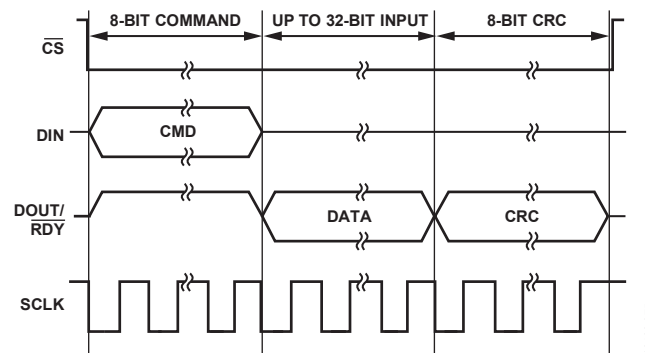 8-BIT COMMAND
UP TO 32-BIT INPUT
8-BIT CRC
CS
DIN
CMD
DOUT/
RDY
DATA
CRC
SCLK